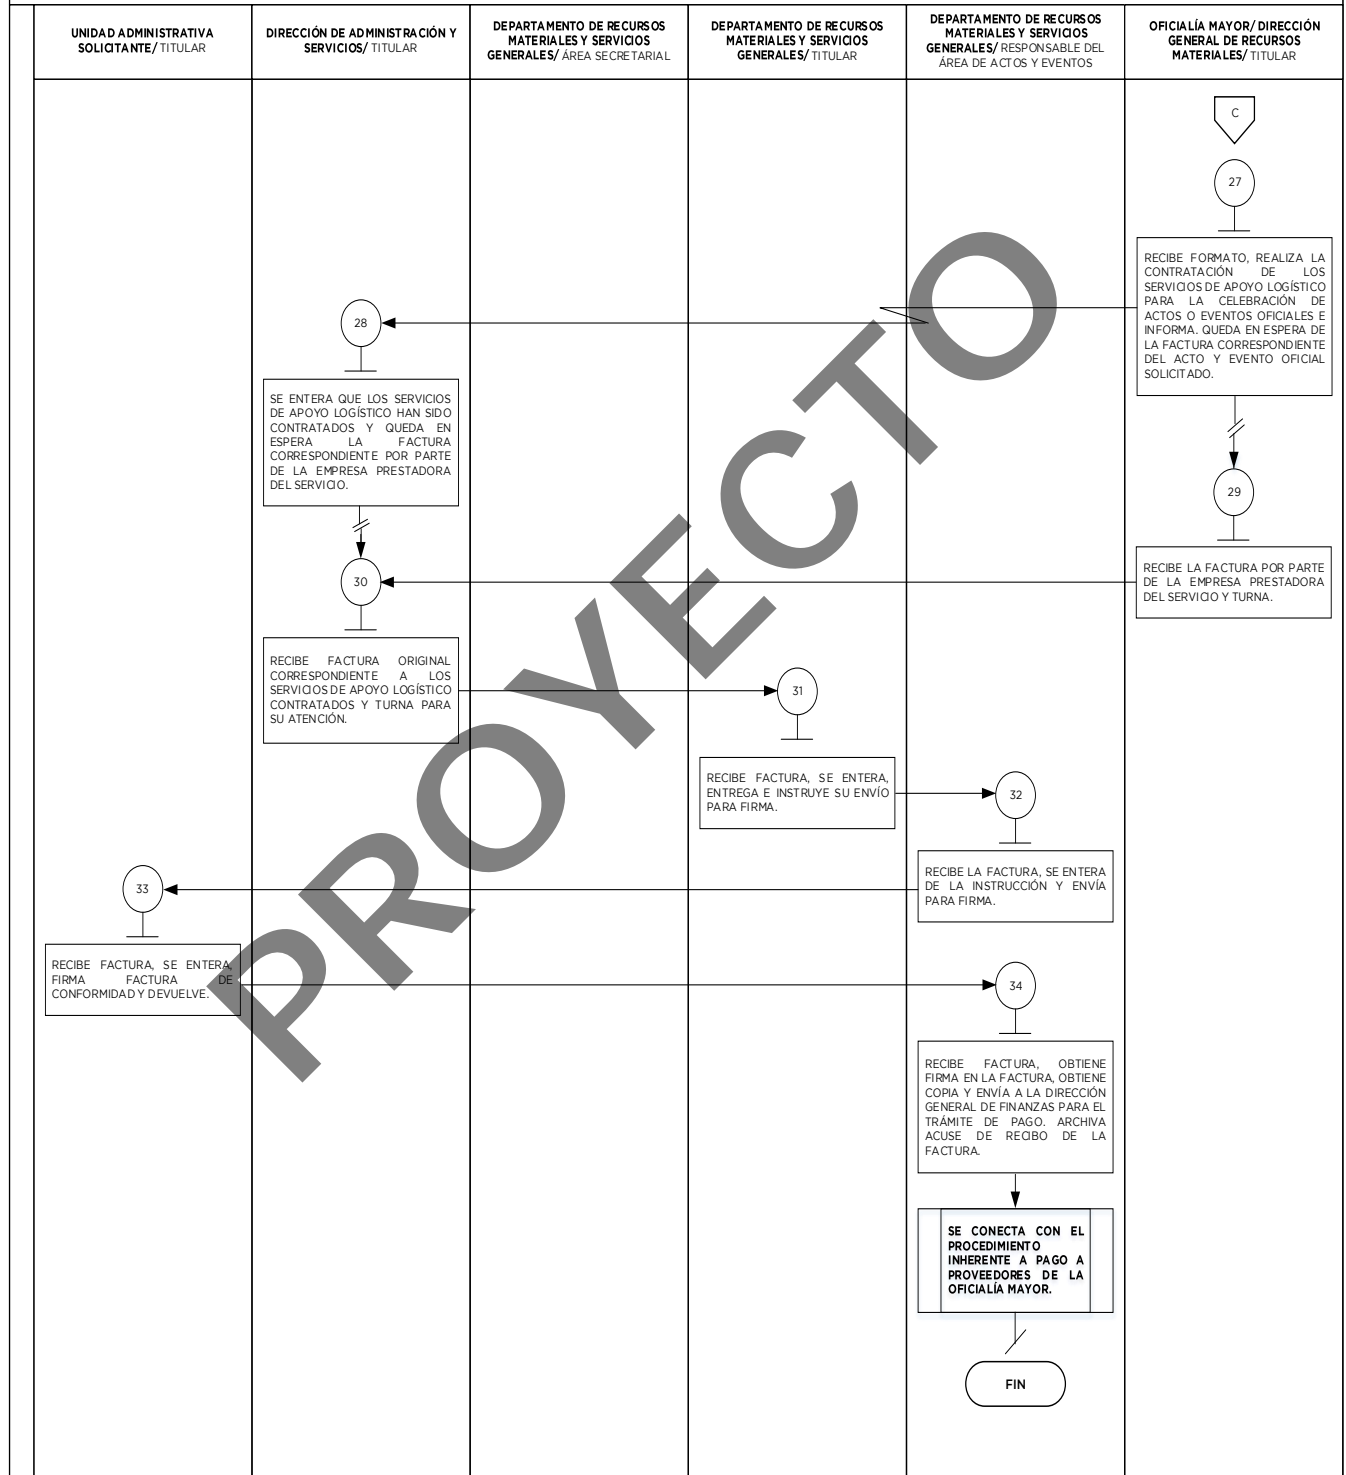 UNIDAD ADMINISTRATIVA
SOLICITANTE/ TITULAR
DIRECCIÓN DE ADMINISTRACIÓN Y
SERVICIOS/ TITULAR
DEPARTAMENTO DE RECURSOS
MATERIALES Y SERVICIOS
GENERALES/ ÁREA SECRETARIAL
DEPARTAMENTO DE RECURSOS
MATERIALES Y SERVICIOS
GENERALES/ TITULAR
DEPARTAMENTO DE RECURSOS
MATERIALES Y SERVICIOS
GENERALES/ RESPONSABLE DEL
ÁREA DE ACTOS Y EVENTOS
OFICIALÍA MAYOR/ DIRECCIÓN
GENERAL DE RECURSOS
MATERIALES/ TITULAR
C
27
RECIBE FORMATO, REALIZA LA
CONTRATACIÓN DE LOS
SERVICIOS DE APOYO LOGÍSTICO
PARA LA CELEBRACIÓN DE
ACTOS O EVENTOS OFICIALES E
INFORMA. QUEDA EN ESPERA DE
LA FACTURA CORRESPONDIENTE
DEL ACTO Y EVENTO OFICIAL
SOLICITADO.
28
SE ENTERA QUE LOS SERVICIOS
DE APOYO LOGÍSTICO HAN SIDO
CONTRATADOS Y QUEDA EN
ESPERA LA FACTURA
CORRESPONDIENTE POR PARTE
DE LA EMPRESA PRESTADORA
DEL SERVICIO.
29
RECIBE LA FACTURA POR PARTE
DE LA EMPRESA PRESTADORA
DEL SERVICIO Y TURNA.
30
RECIBE FACTURA ORIGINAL
CORRESPONDIENTE A LOS
SERVICIOS DE APOYO LOGÍSTICO
CONTRATADOS Y TURNA PARA
SU ATENCIÓN.
31
RECIBE FACTURA, SE ENTERA,
ENTREGA E INSTRUYE SU ENVÍO
PARA FIRMA.
32
RECIBE LA FACTURA, SE ENTERA
DE LA INSTRUCCIÓN Y ENVÍA
PARA FIRMA.
33
RECIBE FACTURA, SE ENTERA,
FIRMA FACTURA DE
CONFORMIDAD Y DEVUELVE.
34
RECIBE FACTURA, OBTIENE
FIRMA EN LA FACTURA, OBTIENE
COPIA Y ENVÍA A LA DIRECCIÓN
GENERAL DE FINANZAS PARA EL
TRÁMITE DE PAGO. ARCHIVA
ACUSE DE RECIBO DE LA
FACTURA.
SE CONECTA CON EL
PROCEDIMIENTO
INHERENTE A PAGO A
PROVEEDORES DE LA
OFICIALÍA MAYOR.
FIN
PROYECTO